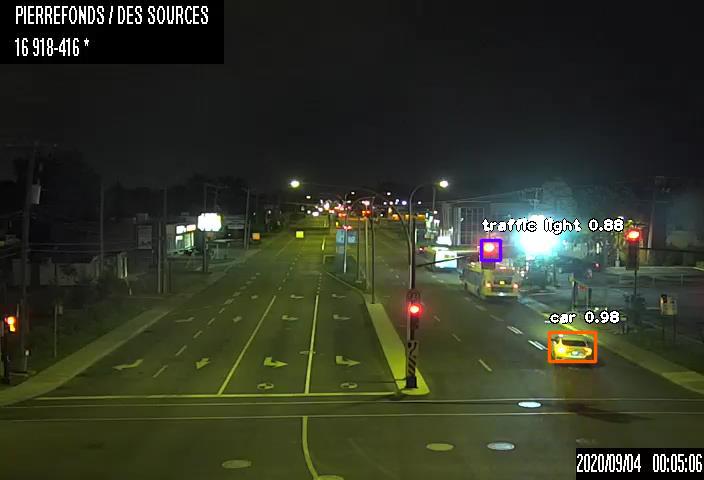 PIERREFONDS / DES SOURCES
16 918-416 *
traffic light 0.88
car 0.98
2020/09/04 00:05:06